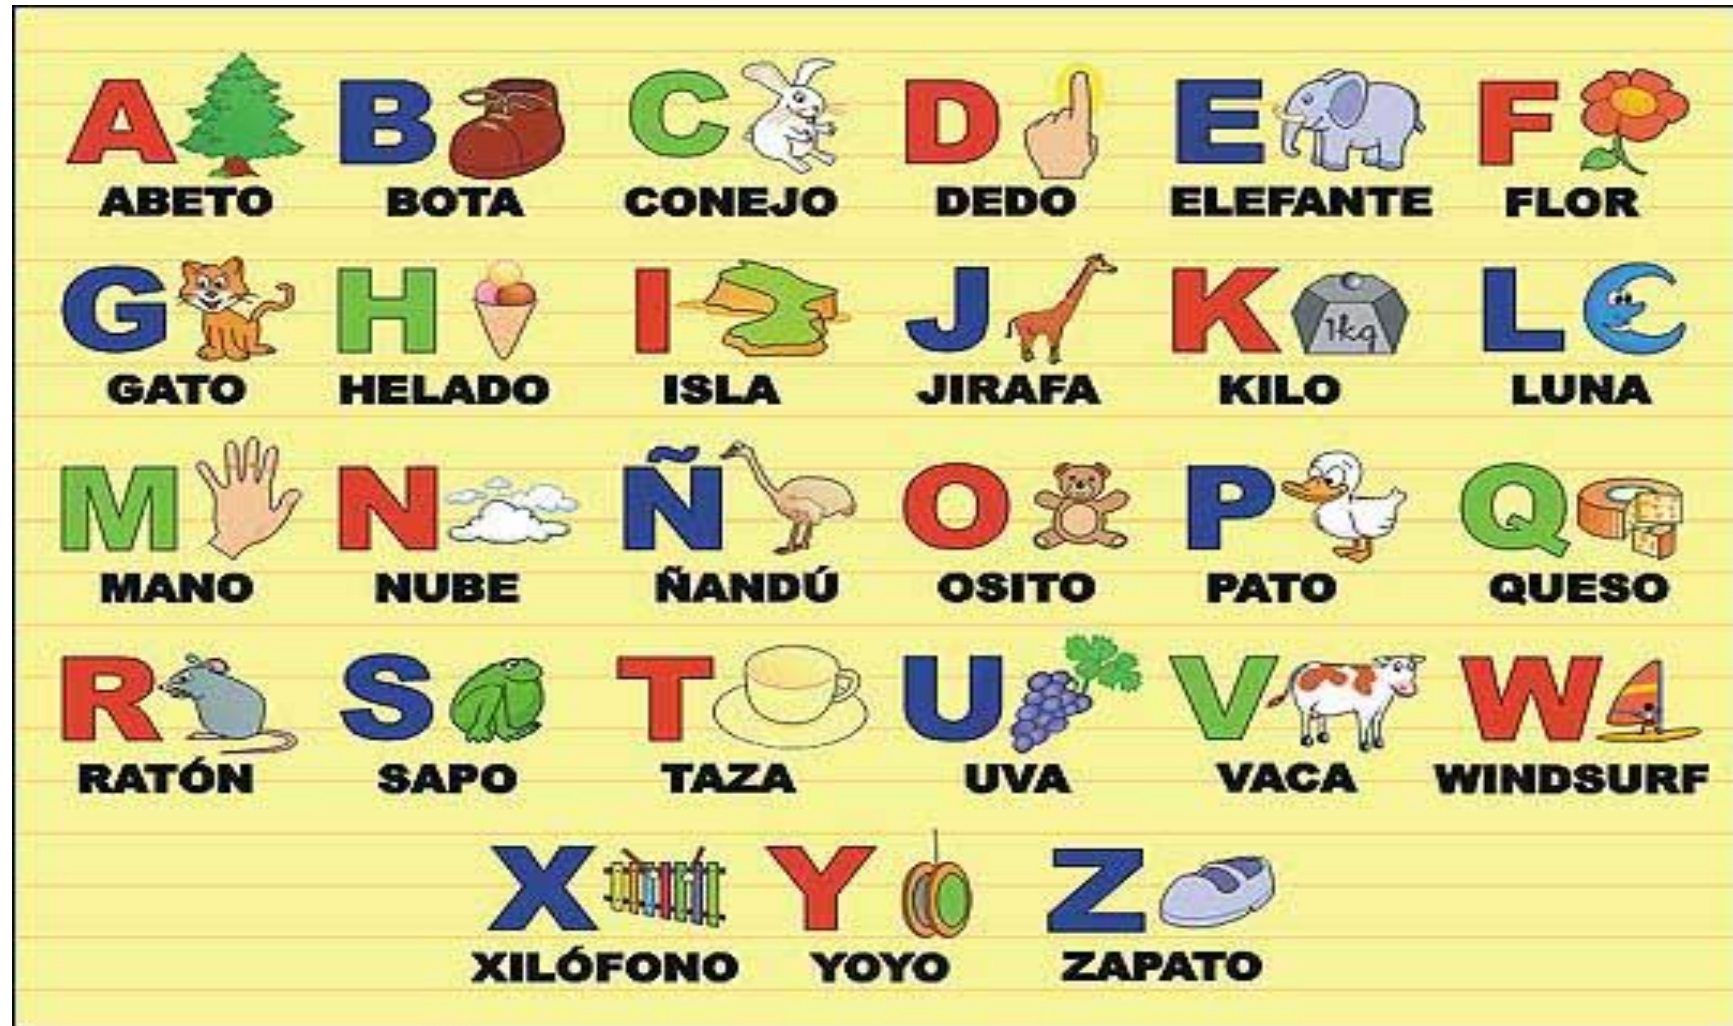 A B C D E F
ABETO BOTA CONEJO DEDO ELEFANTE FLOR
G H I J K L
1kg
GATO HELADO ISLA JIRAFA KILO LUNA
M N Ñ O P Q
MANO NUBE ÑANDÚ OSITO PATO QUESO
R S T U V W
RATÓN SAPO TAZA UVA VACA WINDSURF
X Y Z
XILÓFONO YOYO ZAPATO